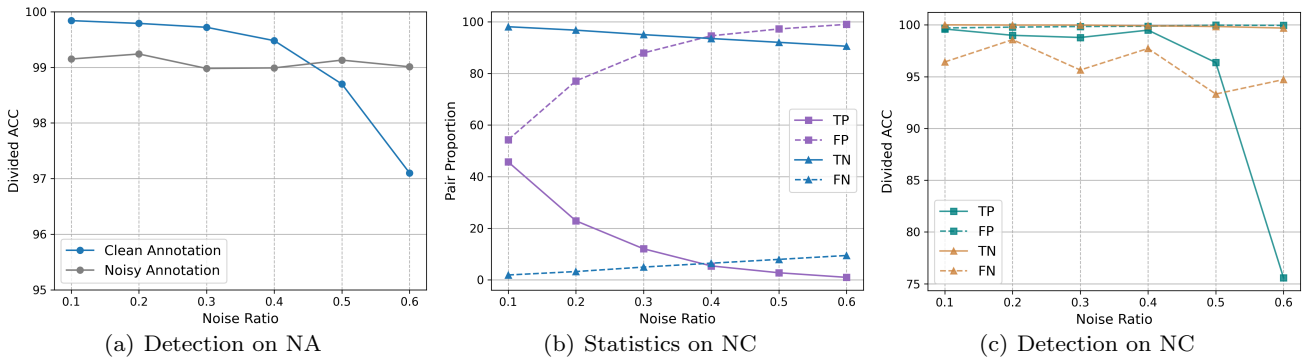 100
99
98
97
96
95
Divided ACC
Clean Annotation
Noisy Annotation
0.1 0.2 0.3 0.4 0.5 0.6
Noise Ratio
(a) Detection on NA
100
80
60
40
20
0
Pair Proportion
TP
FP
TN
FN
0.1 0.2 0.3 0.4 0.5 0.6
Noise Ratio
(b) Statistics on NC
100
95
90
85
80
75
Divided ACC
TP
FP
TN
FN
0.1 0.2 0.3 0.4 0.5 0.6
Noise Ratio
(c) Detection on NC